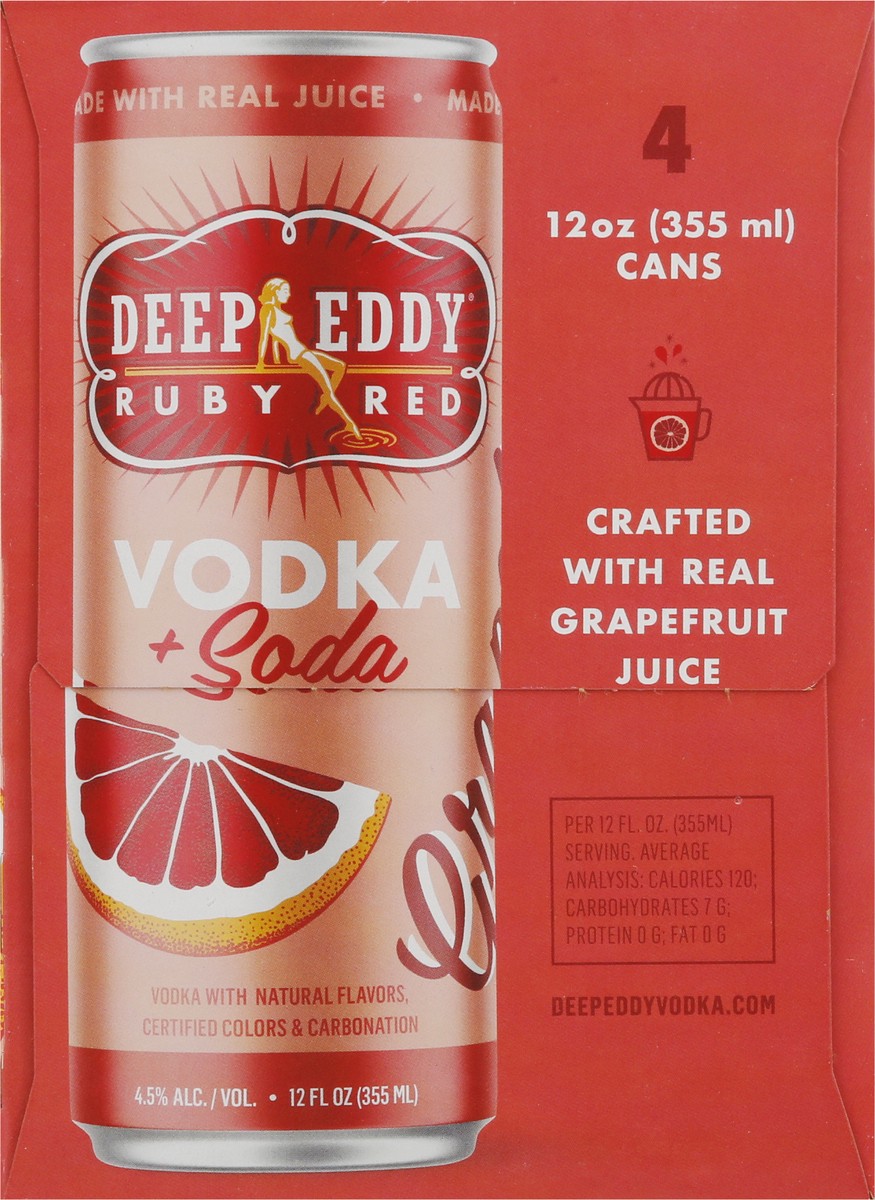 ADE WITH REAL JUICE • MADE
DEEP EDDY®
RUBY RED
VODKA
+ Soda
VODKA WITH NATURAL FLAVORS,
CERTIFIED COLORS & CARBONATION
4.5% ALC. / VOL. • 12 FL OZ (355 ML)
4
12oz (355 ml)
CANS
CRAFTED
WITH REAL
GRAPEFRUIT
JUICE
PER 12 FL. OZ. (355ML)
SERVING. AVERAGE
ANALYSIS: CALORIES 120;
CARBOHYDRATES 7 G;
PROTEIN 0 G; FAT 0 G
DEEPEDDYVODKA.COM